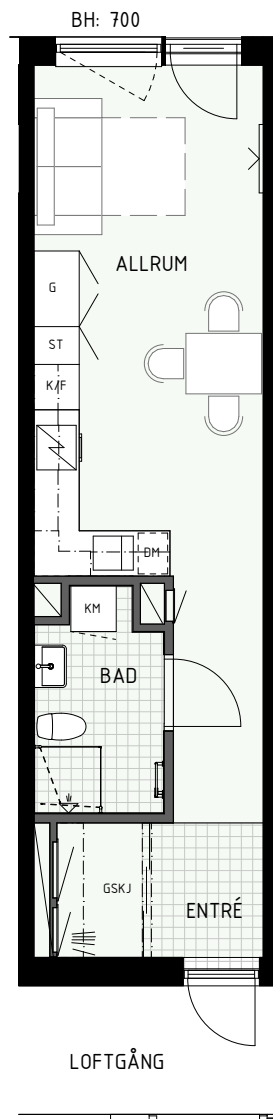 BH: 700
ALLRUM
G
ST
K/F
DM
KM
BAD
GSKJ
ENTRÉ
LOFTGÅNG